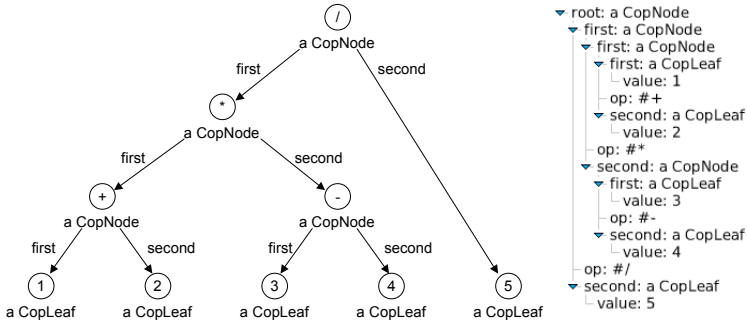 /
a CopNode
first
second
*
a CopNode
first
second
+
a CopNode
-
a CopNode
first
second
first
second
1
a CopLeaf
2
a CopLeaf
3
a CopLeaf
4
a CopLeaf
5
a CopLeaf
root: a CopNode
first: a CopNode
first: a CopNode
first: a CopLeaf
value: 1
op: #+
second: a CopLeaf
value: 2
op: #*
second: a CopNode
first: a CopLeaf
value: 3
op: #-
second: a CopLeaf
value: 4
op: #/
second: a CopLeaf
value: 5